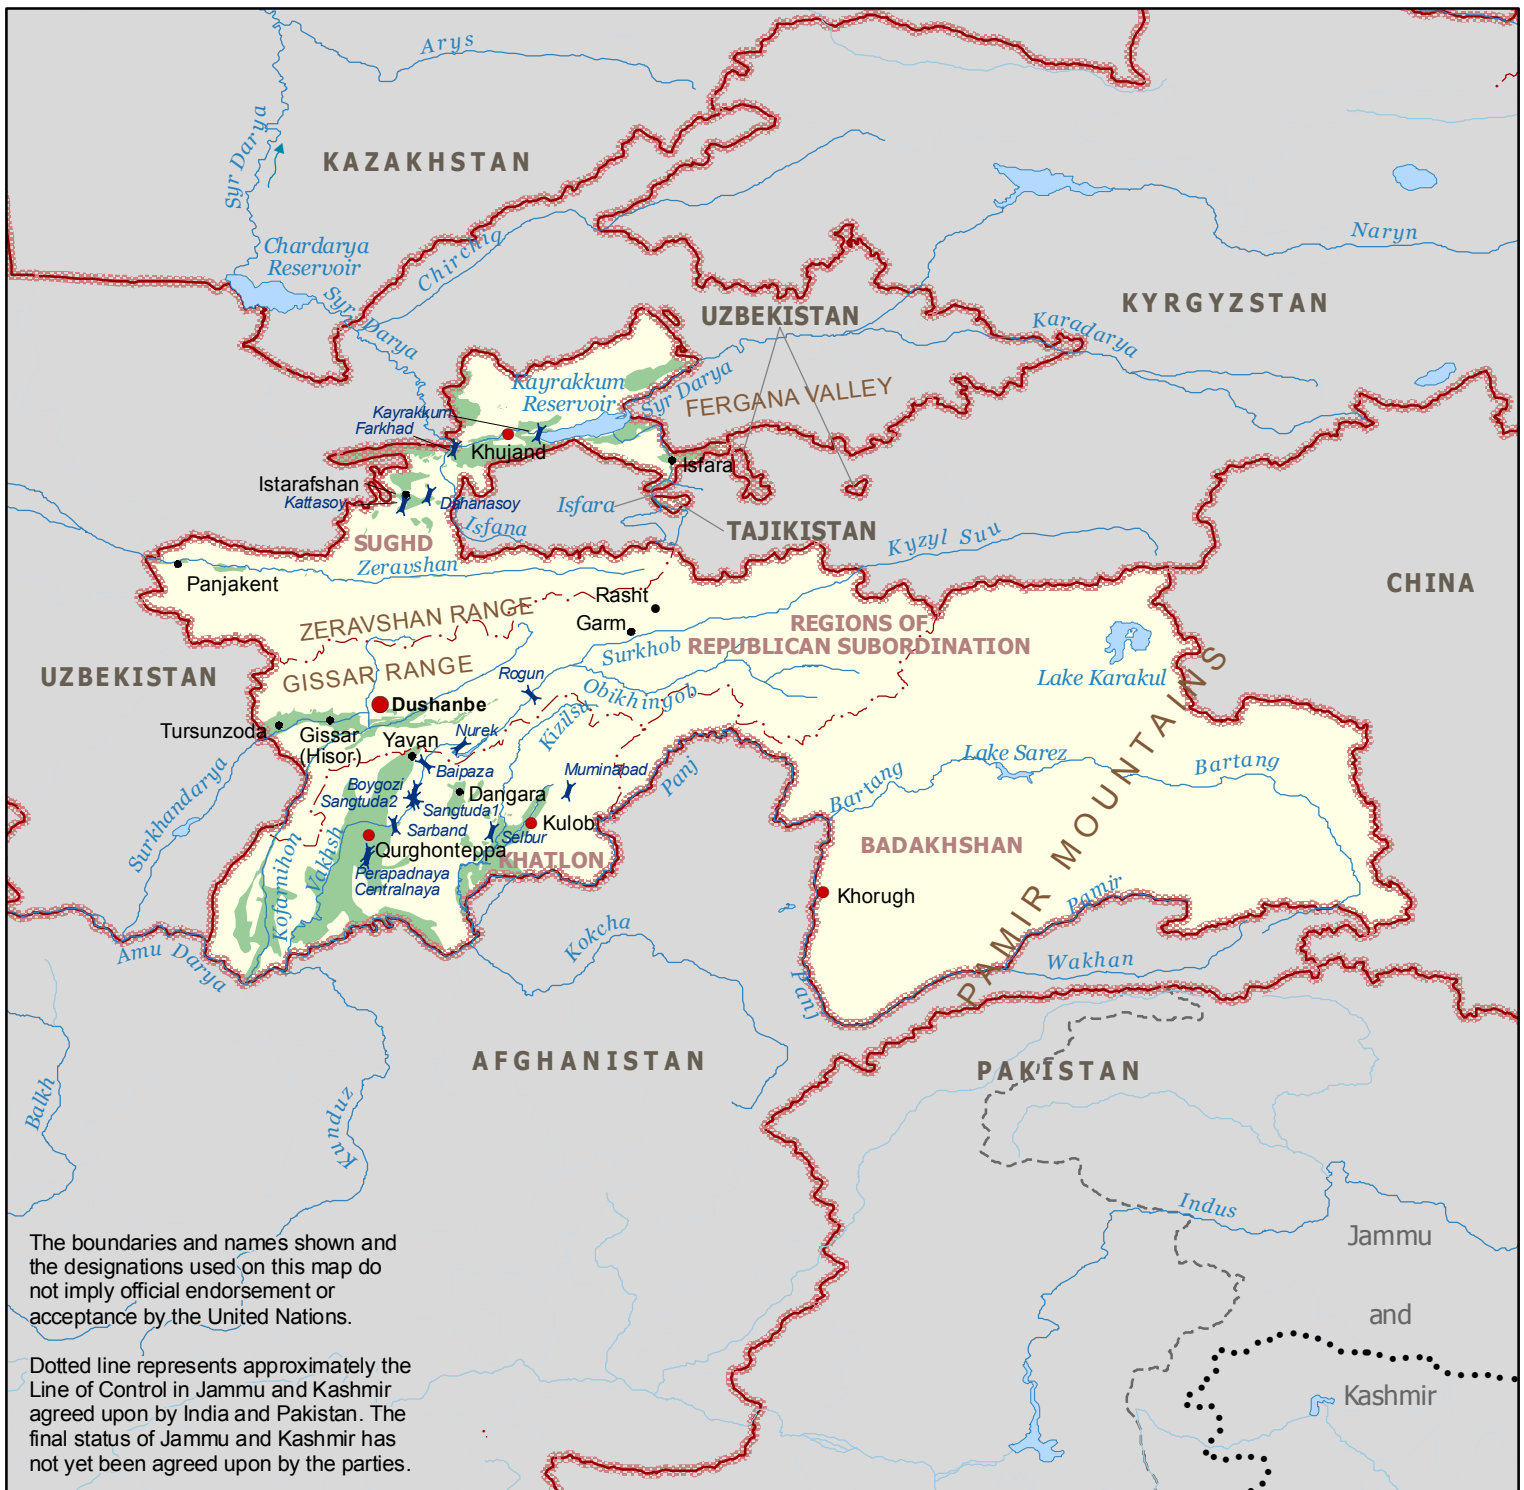 Arys
Syr Darya
KAZAKHSTAN
Naryn
Chardarya
Reservoir
Chirchiq
Syr Darya
KYRGYZSTAN
UZBEKISTAN
Karadarya
Kayrakkum
Reservoir
Syr Darya
FERGANA VALLEY
Kayrakkum
Farkhad
Khujand
Isfara
Istarafshan
Kattasoy
Dahanasoy
Isfara
Isfana
TAJIKISTAN
Kyzyl Suu
SUGHD
Zeravshan
Panjakent
CHINA
Rasht
ZERAVSHAN RANGE
Garm
REGIONS OF
REPUBLICAN SUBORDINATION
Surkhob
UZBEKISTAN
GISSAR RANGE
Rogun
Obikhingob
Lake Karakul
Dushanbe
Kizilsu
Tursunzoda
Gissar
(Hisor)
Yavan
Nurek
Baipaza
Muminabad
Panj
Lake Sarez
Bartang
Bartang
Boygozi
Sangtuda2
Dangara
Sangtuda1
Surkhandarya
Sarband
Selbur
Kulob
Kofarnihon
Vakhsh
Qurghonteppa
KHATLON
BADAKHSHAN
Perapadnaya
Centralnaya
Khorugh
Pamir
PAMIR MOUNTAINS
Amu Darya
Kokcha
Wakhan
Panj
AFGHANISTAN
PAKISTAN
Balkh
Kunduz
Indus
Jammu
and
Kashmir
The boundaries and names shown and
the designations used on this map do
not imply official endorsement or
acceptance by the United Nations.
Dotted line represents approximately the
Line of Control in Jammu and Kashmir
agreed upon by India and Pakistan. The
final status of Jammu and Kashmir has
not yet been agreed upon by the parties.